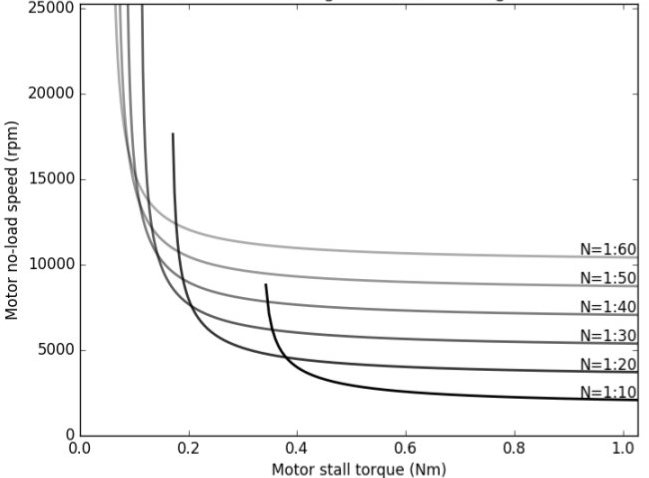 25000
20000
15000
10000
5000
0
Motor no-load speed (rpm)
N=1:60
N=1:50
N=1:40
N=1:30
N=1:20
N=1:10
0.0 0.2 0.4 0.6 0.8 1.0
Motor stall torque (Nm)